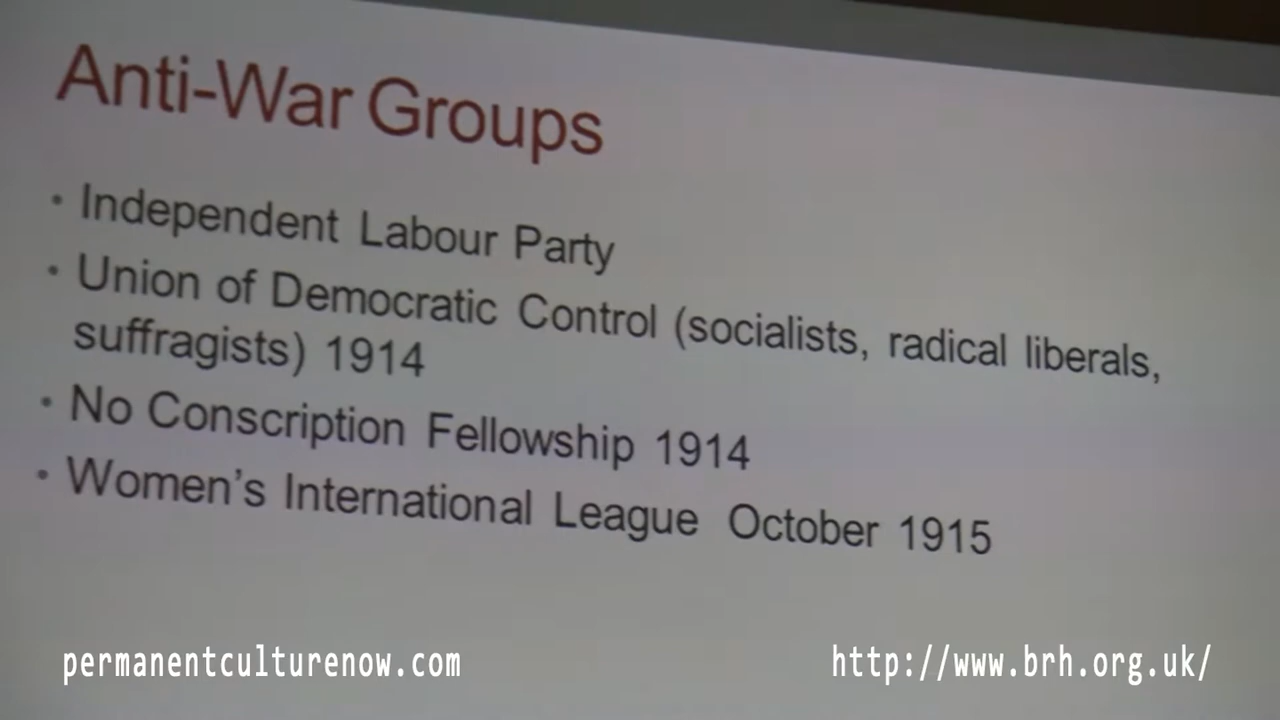 Anti-War Groups
• Independent Labour Party
• Union of Democratic Control (socialists, radical liberals,
suffragists) 1914
• No Conscription Fellowship 1914
• Women's International League October 1915
permanentculturenow.com
http://www.brh.org.uk/